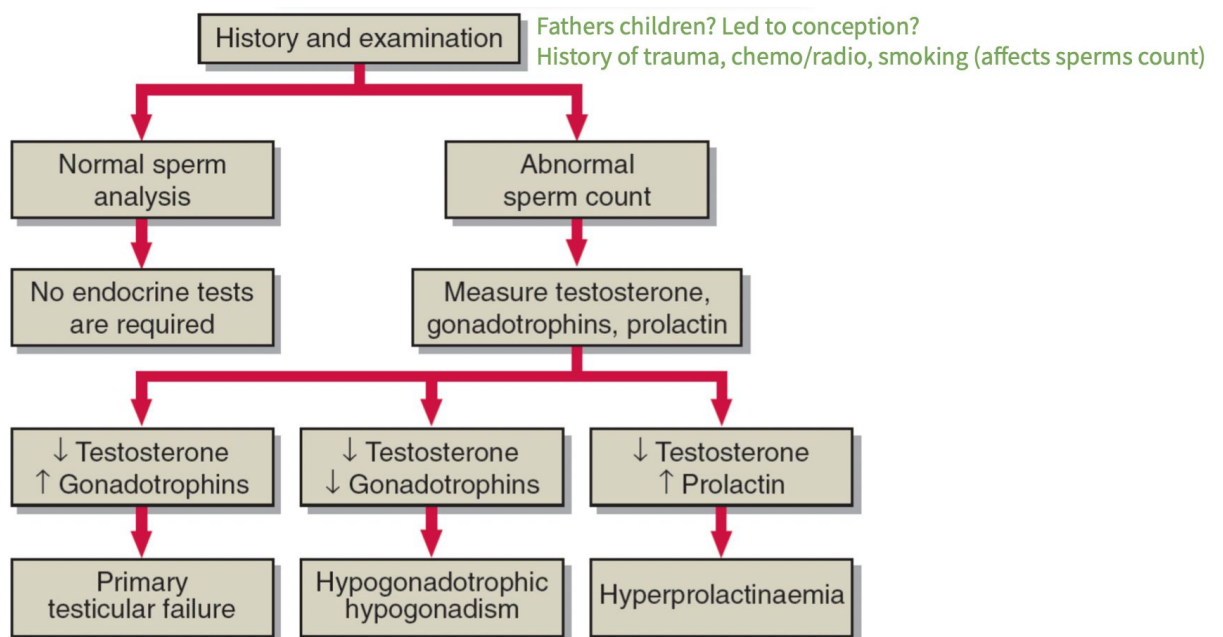 History and examination
Fathers children? Led to conception?
History of trauma, chemo/radio, smoking (affects sperms count)
Normal sperm
analysis
Abnormal
sperm count
No endocrine tests
are required
Measure testosterone,
gonadotrophins, prolactin
↓ Testosterone
↑ Gonadotrophins
↓ Testosterone
↓ Gonadotrophins
↓ Testosterone
↑ Prolactin
Primary
testicular failure
Hypogonadotrophic
hypogonadism
Hyperprolactinaemia